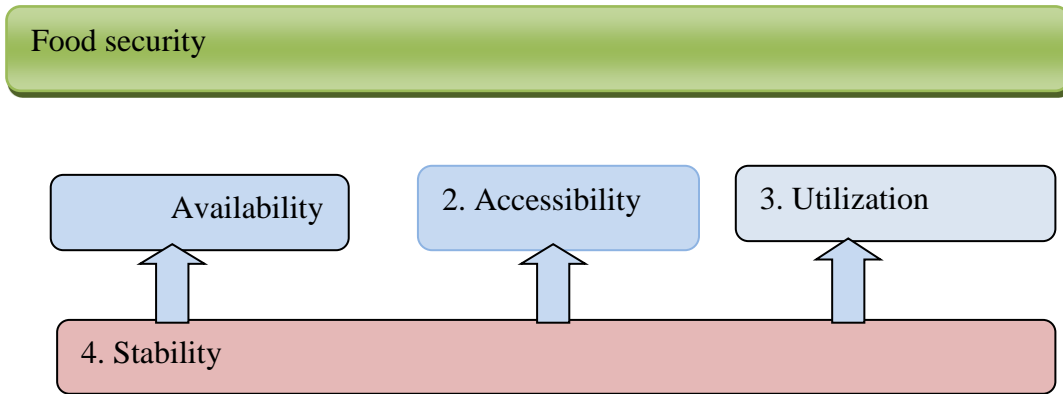 Food security
Availability
2. Accessibility
3. Utilization
4. Stability